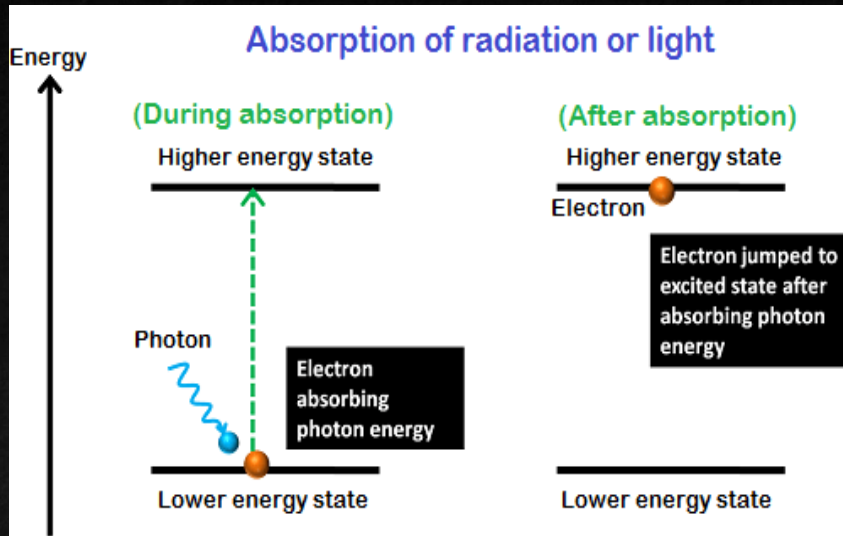 Absorption of radiation or light
Energy
(During absorption)
Higher energy state
Photon
Electron
absorbing
photon energy
Lower energy state
(After absorption)
Higher energy state
Electron
Electron jumped to
excited state after
absorbing photon
energy
Lower energy state